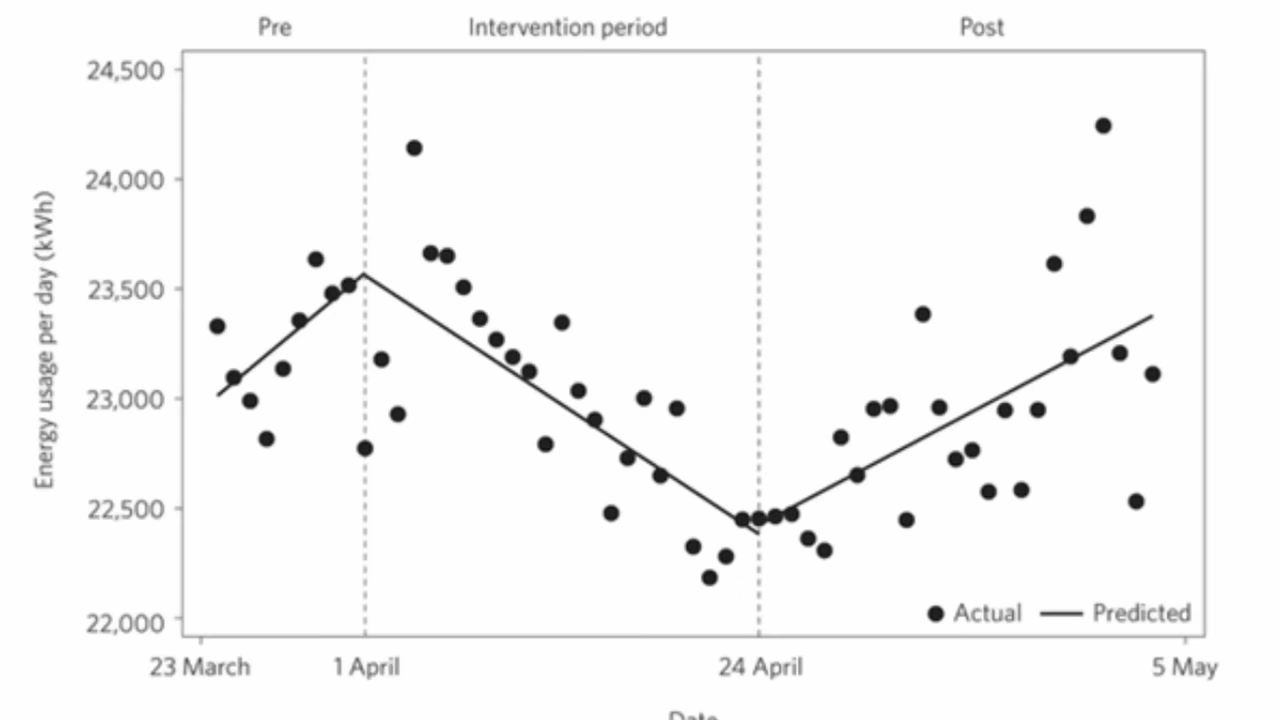 Pre Intervention period Post
24,500
24,000
23,500
23,000
22,500
22,000
Energy usage per day (kWh)
Actual Predicted
23 March 1 April 24 April 5 May
Date